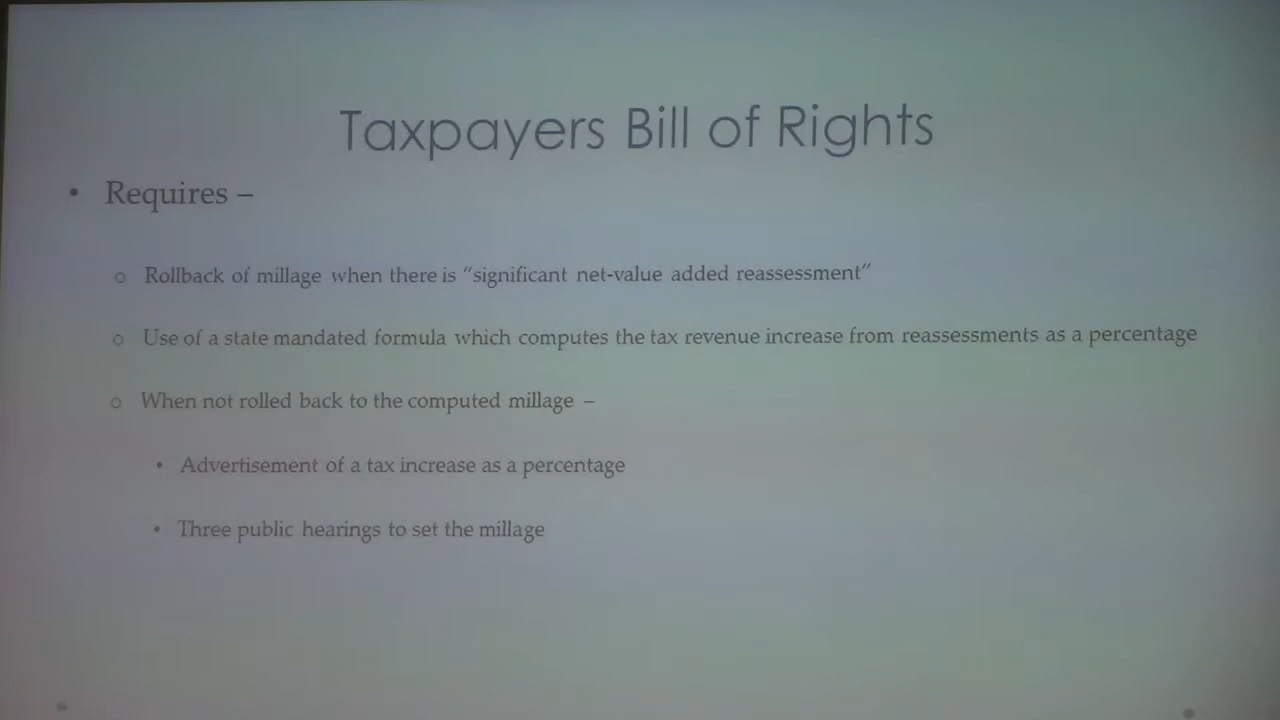 Taxpayers Bill of Rights
• Requires –
o Rollback of millage when there is “significant net-value added reassessment”
o Use of a state mandated formula which computes the tax revenue increase from reassessments as a percentage
o When not rolled back to the computed millage –
• Advertisement of a tax increase as a percentage
• Three public hearings to set the millage